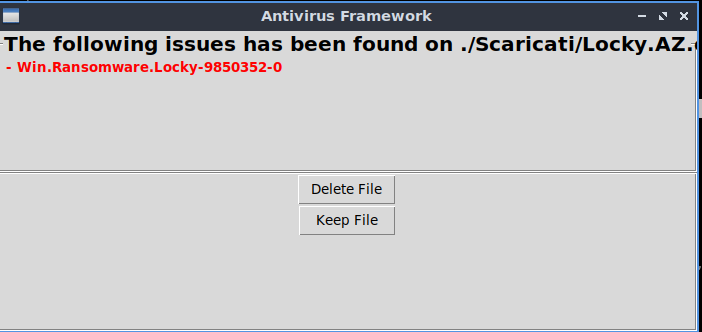 Antivirus Framework
The following issues has been found on ./Scaricati/Locky.AZ.
- Win.Ransomware.Locky-9850352-0
Delete File
Keep File